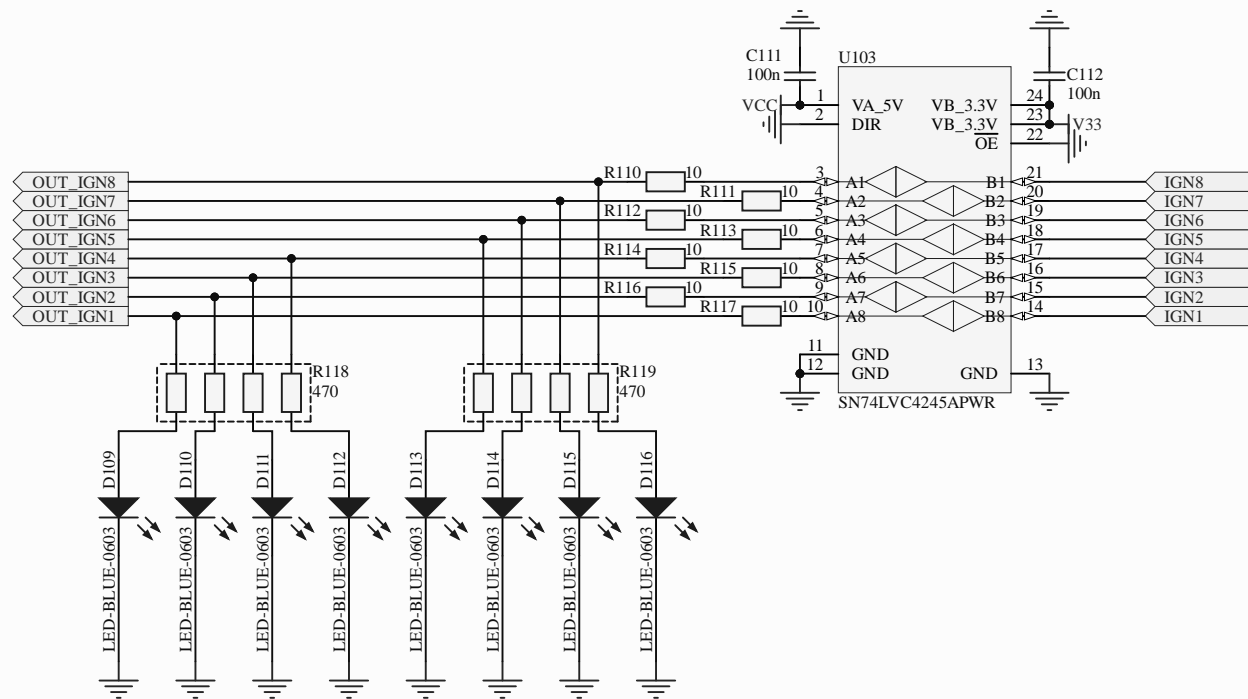 C111
100n
U103
C112
100n
VCC
1
VA_5V
VB_3.3V
24
2
DIR
VB_3.3V
23
V33
OE
22
OUT_IGN8
R110
10
3
A1
B1
21
IGN8
OUT_IGN7
R111
10
4
A2
B2
20
IGN7
OUT_IGN6
R112
10
5
A3
B3
19
IGN6
OUT_IGN5
R113
10
6
A4
B4
18
IGN5
OUT_IGN4
R114
10
7
A5
B5
17
IGN4
OUT_IGN3
R115
10
8
A6
B6
16
IGN3
OUT_IGN2
R116
10
9
A7
B7
15
IGN2
OUT_IGN1
R117
10
10
A8
B8
14
IGN1
11
GND
12
GND
GND
13
SN74LVC4245APWR
R118
470
R119
470
D109
D110
D111
D112
D113
D114
D115
D116
LED-BLUE-0603
LED-BLUE-0603
LED-BLUE-0603
LED-BLUE-0603
LED-BLUE-0603
LED-BLUE-0603
LED-BLUE-0603
LED-BLUE-0603